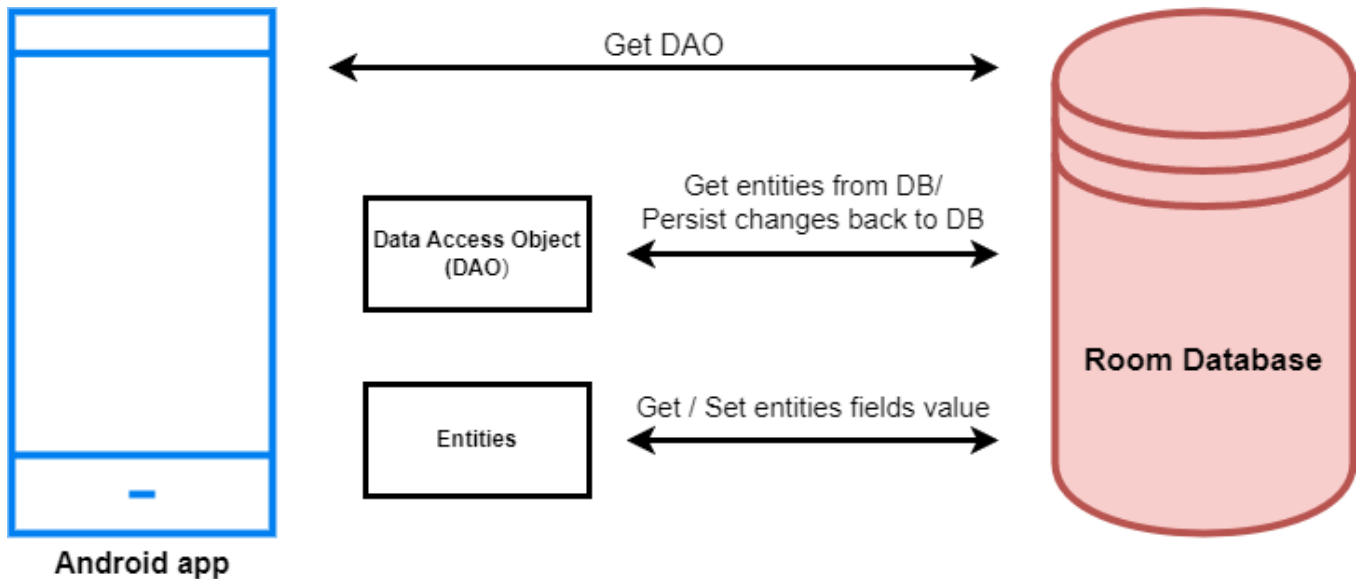 Get DAO
Get entities from DB/
Persist changes back to DB
Data Access Object
(DAO)
Room Database
Get / Set entities fields value
Entities
Android app